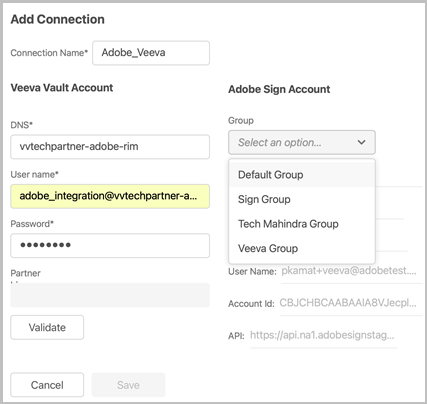 Add Connection
Connection Name* Adobe_Veeva
Veeva Vault Account
DNS*
vvtechpartner-adobe-rim
User name*
adobe_integration@vvtechpartner-a...
Password*
●●●●●●●●
Partner
Validate
Cancel
Save
Adobe Sign Account
Group
Select an option...
Default Group
Sign Group
Tech Mahindra Group
Veeva Group
User Name: pkamat+veeva@adobetest.
Account Id: CBJCHBCAABAAIA8VJecpl...
API: https://api.na1.adobesignstag...